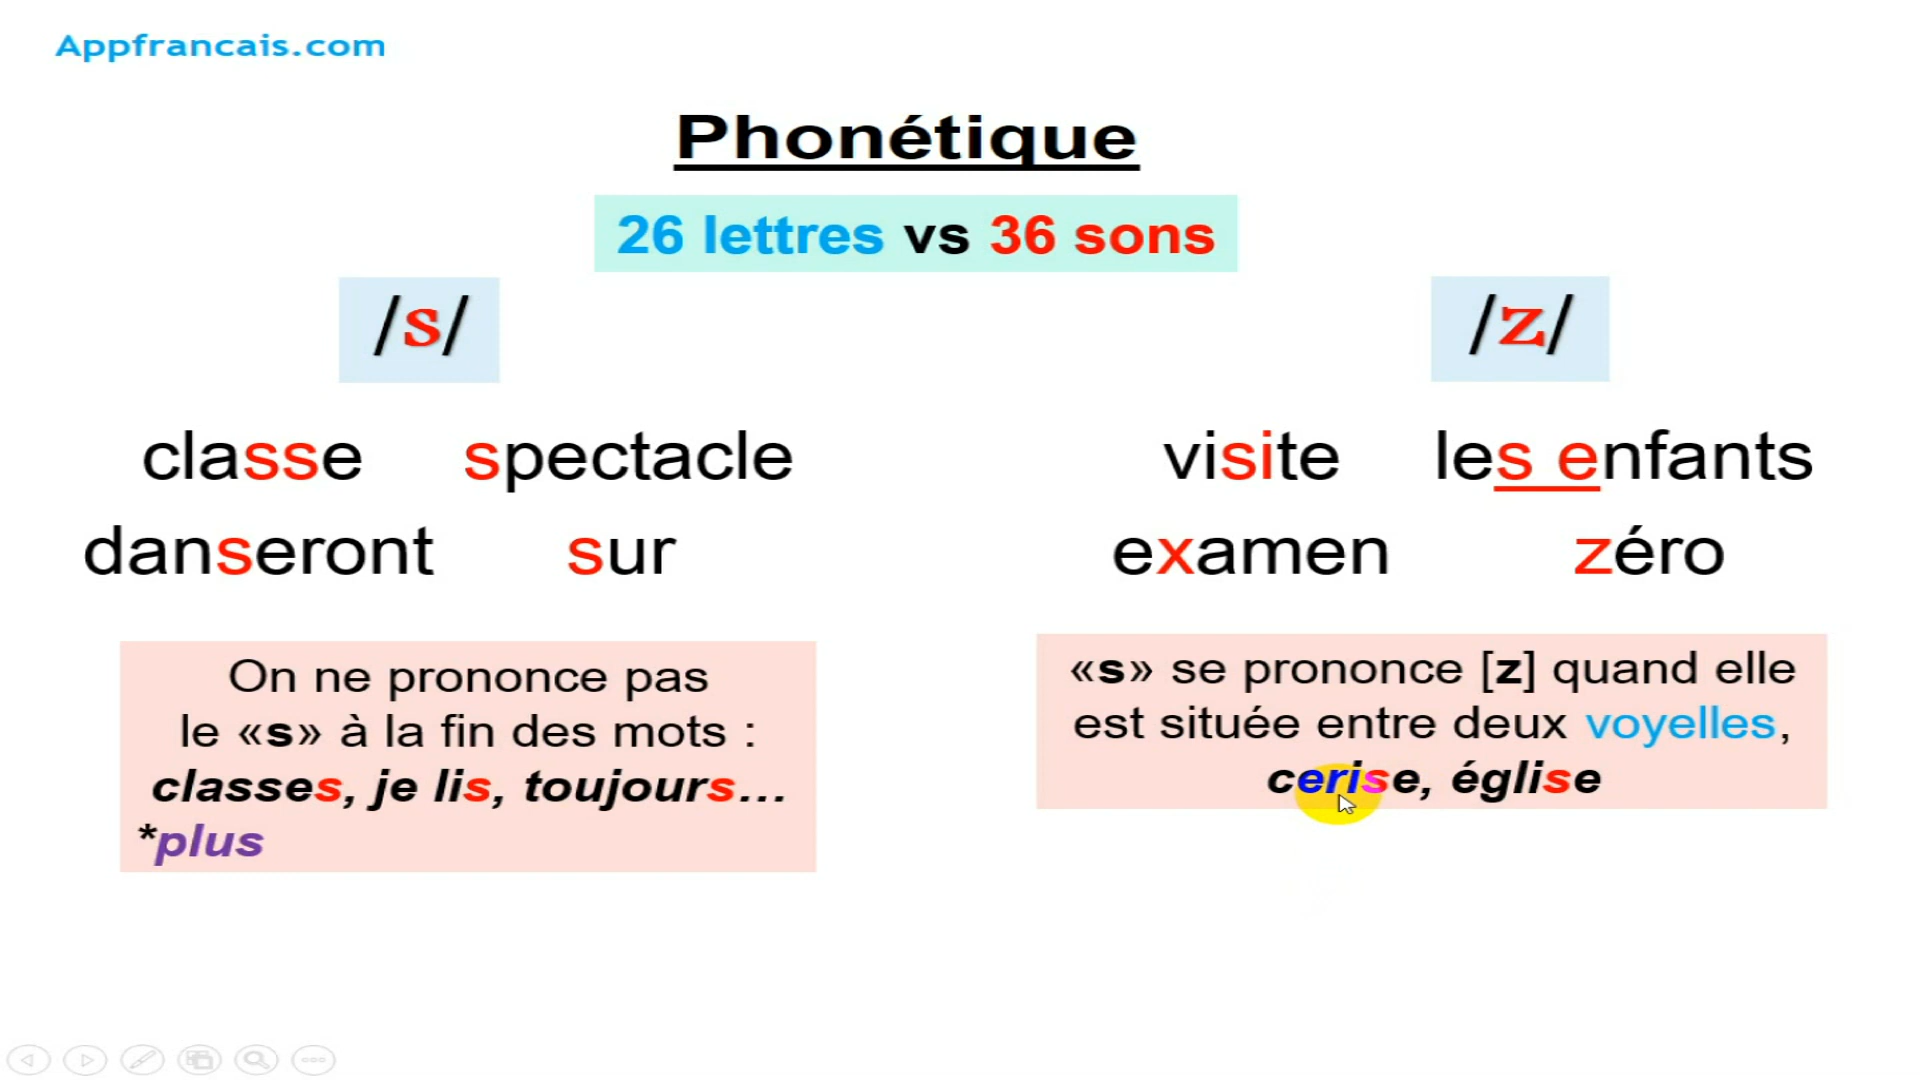 Appfrancais.com
Phonétique
26 lettres vs 36 sons
/s/
/z/
classe spectacle
danseront sur
visite les enfants
examen zéro
On ne prononce pas
le «s» à la fin des mots :
classes, je lis, toujours...
*plus
«s» se prononce [z] quand elle
est située entre deux voyelles,
cerise, église